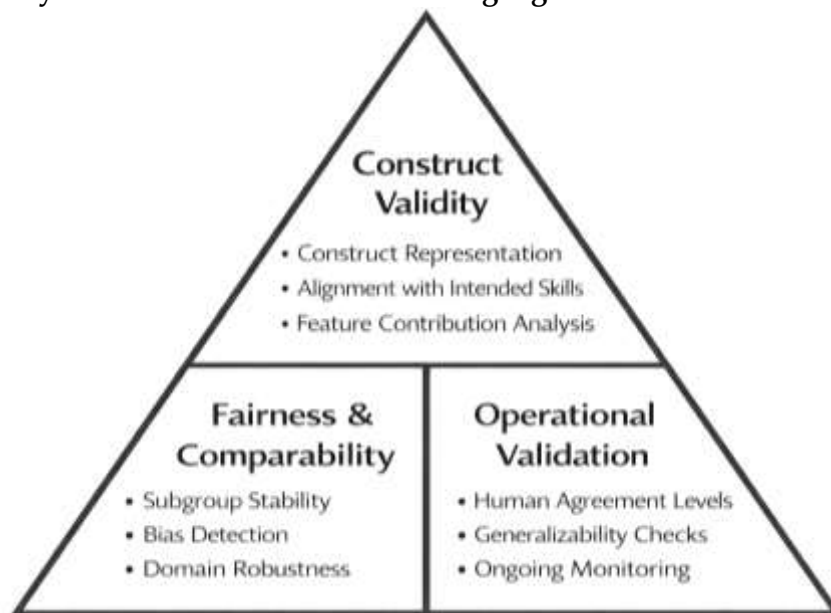 Construct
Validity
• Construct Representation
• Alignment with Intended Skills
• Feature Contribution Analysis
Fairness &
Comparability
• Subgroup Stability
• Bias Detection
• Domain Robustness
Operational
Validation
• Human Agreement Levels
• Generalizability Checks
• Ongoing Monitoring